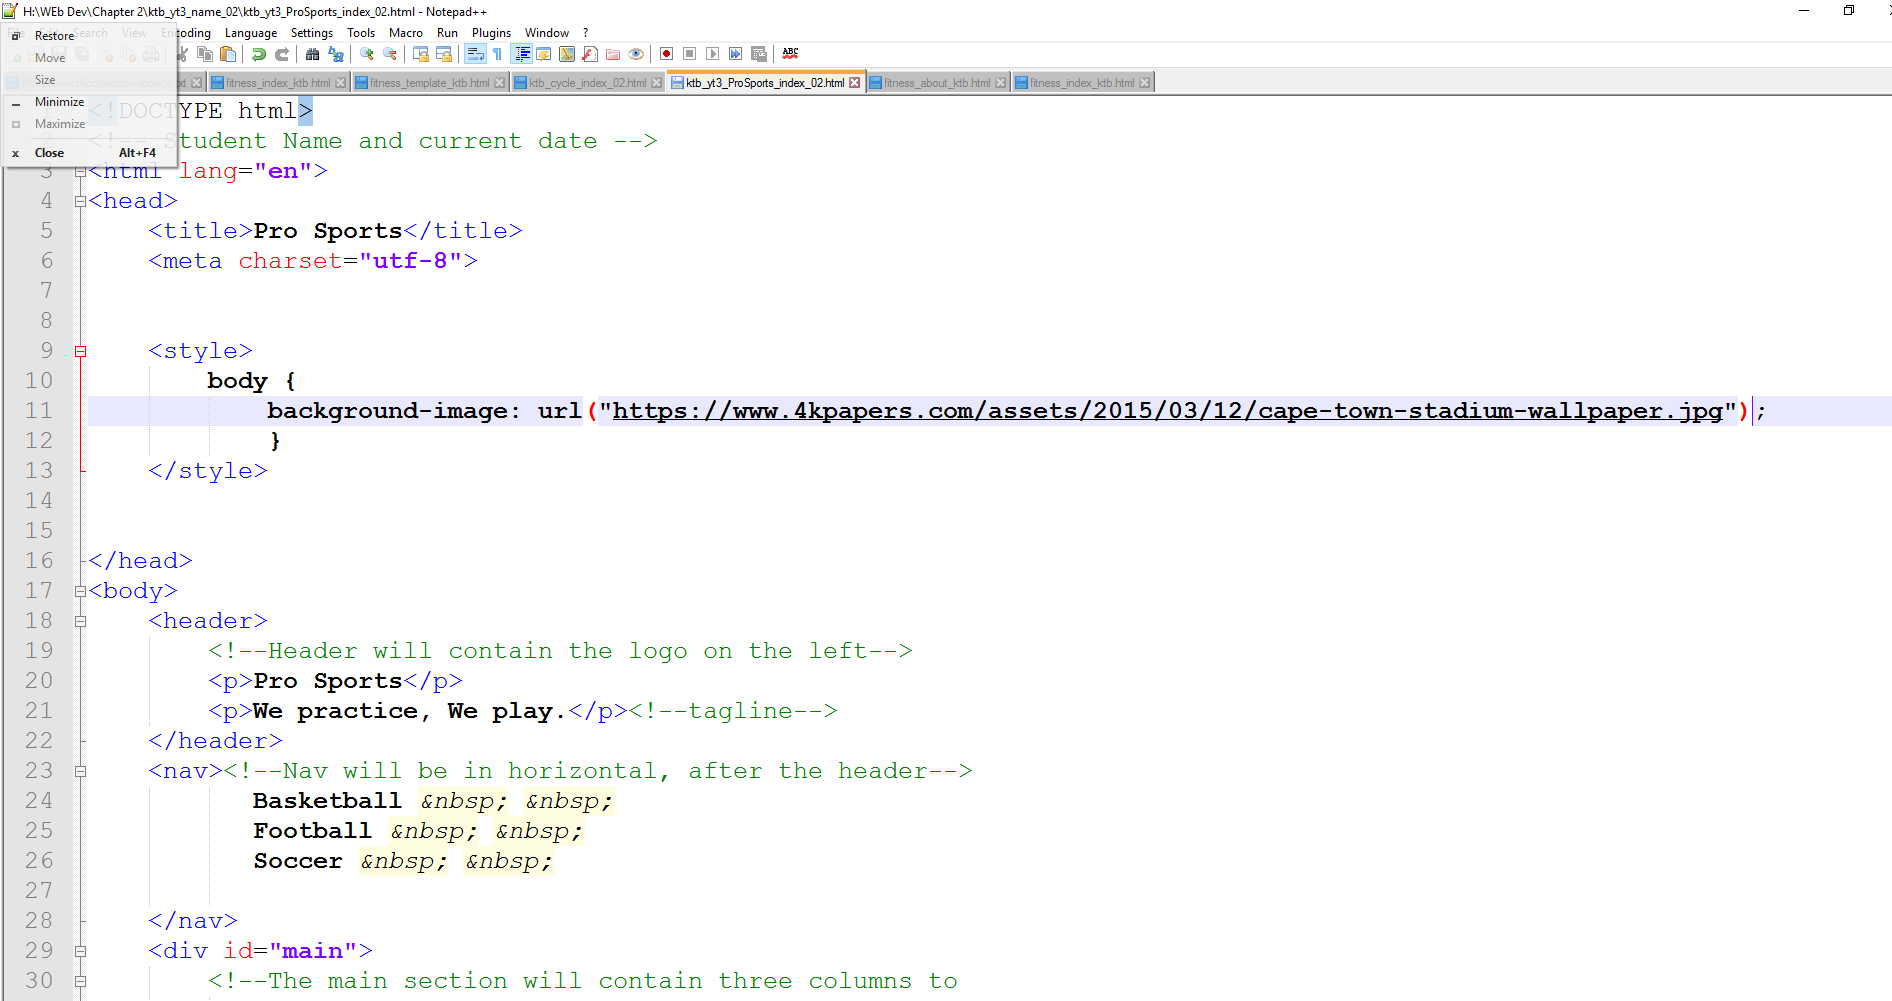 H:\WEb Dev\Chapter 2\ktb_yt3_name_02\ktb_yt3_ProSports_index_02.html - Notepad++
Search View Encoding Language Settings Tools Macro Run Plugins Window ?
Restore
Move
Size
Minimize
Maximize
Close Alt+F4
fitness_index_ktb.html fitness_template_ktb.html ktb_cycle_index_02.html ktb_yt3_ProSports_index_02.html fitness_about_ktb.html fitness_index_ktb.html
ABC
<!DOCTYPE html>
2 <!-- Student Name and current date -->
3 <html lang="en">
4 <head>
5 <title>Pro Sports</title>
6 <meta charset="utf-8">
7
8
9 <style>
10 body {
11 background-image: url("https://www.4kpapers.com/assets/2015/03/12/cape-town-stadium-wallpaper.jpg");
12 }
13 </style>
14
15
16 </head>
17 <body>
18 <header>
19 <!--Header will contain the logo on the left-->
20 <p>Pro Sports</p>
21 <p>We practice, We play.</p><!--tagline-->
22 </header>
23 <nav><!--Nav will be in horizontal, after the header-->
24 Basketball &nbsp; &nbsp;
25 Football &nbsp; &nbsp;
26 Soccer &nbsp; &nbsp;
27
28 </nav>
29 <div id="main">
30 <!--The main section will contain three columns to